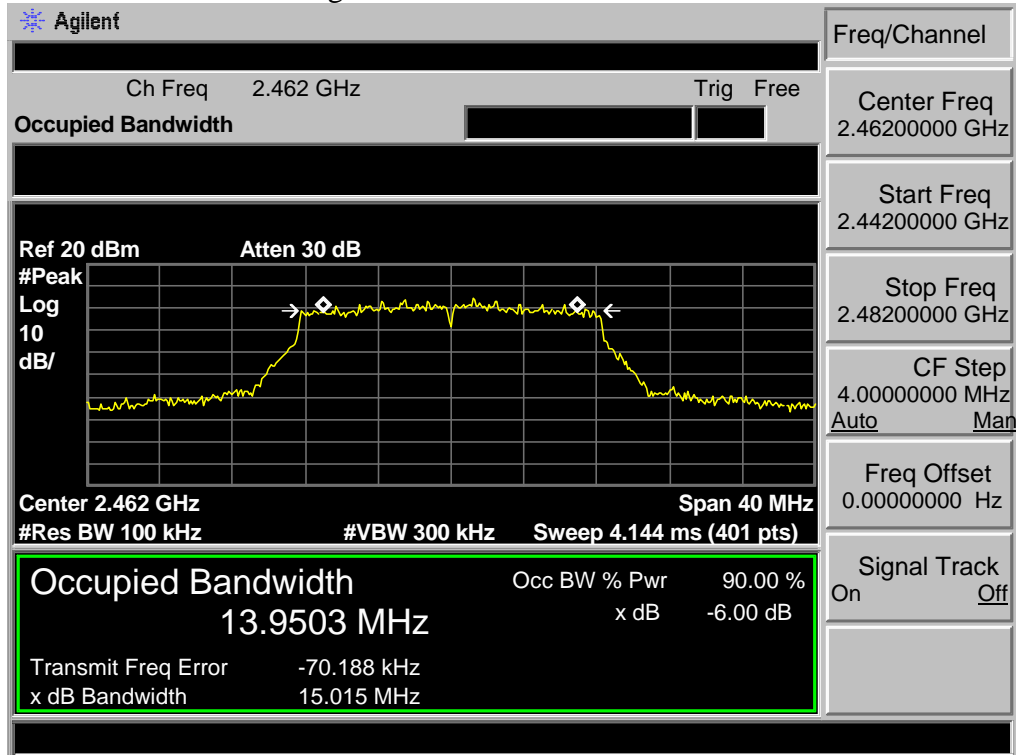 Agilent
Freq/Channel
Ch Freq 2.462 GHz Trig Free
Occupied Bandwidth
Center Freq
2.46200000 GHz
Start Freq
2.44200000 GHz
Ref 20 dBm Atten 30 dB
#Peak
Log
10
dB/
Stop Freq
2.48200000 GHz
CF Step
4.00000000 MHz
Auto Man
Center 2.462 GHz Span 40 MHz
#Res BW 100 kHz #VBW 300 kHz Sweep 4.144 ms (401 pts)
Freq Offset
0.00000000 Hz
Occupied Bandwidth Occ BW % Pwr 90.00 %
13.9503 MHz x dB -6.00 dB
Transmit Freq Error -70.188 kHz
x dB Bandwidth 15.015 MHz
Signal Track
On Off